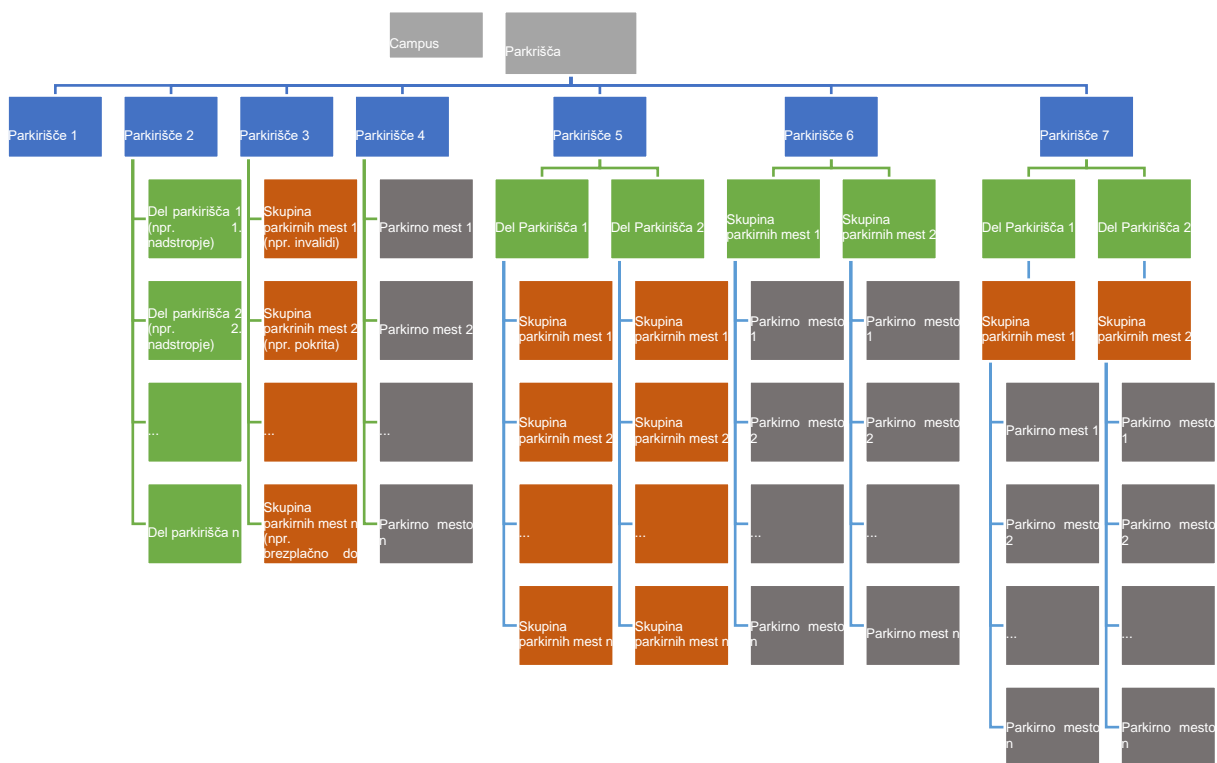 Campus
Parkrišča
Parkirišče 1
Parkirišče 2
Parkirišče 3
Parkirišče 4
Parkirišče 5
Parkirišče 6
Parkirišče 7
Del parkirišča 1
(npr. 1.
nadstropje)
Del parkirišča 2
(npr. 2.
nadstropje)
...
Del parkirišča n
Skupina
parkirnih mest 1
(npr. invalidi)
Skupina
parkrinih mest 2
(npr. pokrita)
...
Skupina
parkirnih mest n
(npr.
brezplačno do
Parkirno mest 1
Parkirno mest 2
...
Parkirno mesto
n
Del Parkirišča 1
Skupina
parkirnih mest 1
Skupina
parkirnih mest 2
...
Skupina
parkirnih mest n
Del Parkirišča 2
Skupina
parkirnih mest 1
Skupina
parkirnih mest 2
...
Skupina
parkirnih mest n
Skupina
parkirnih mest 1
Parkirno mesto
1
Parkirno mesto
2
...
Parkirno mesto
n
Skupina
parkirnih mest 2
Parkirno mesto
1
Parkirno mesto
2
...
Parkirno mest n
Del Parkirišča 1
Skupina
parkirnih mest 1
Parkirno mest 1
Parkirno mesto
2
...
Parkirno mesto
n
Del Parkirišča 2
Skupina
parkirnih mest 2
Parkirno mesto
1
Parkirno mesto
2
...
Parkirno mesto
n